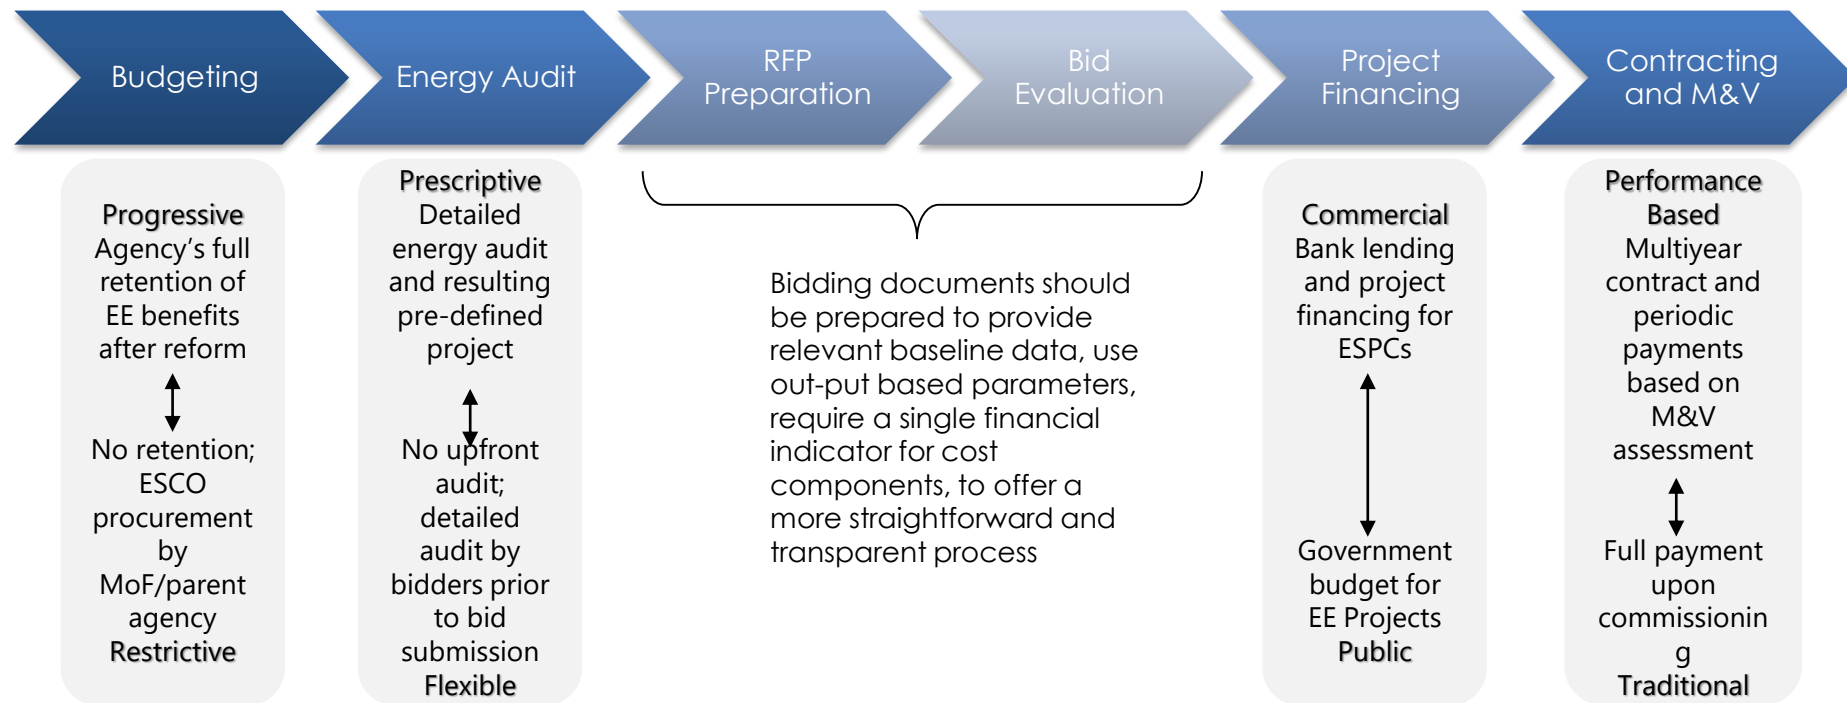 Budgeting
Energy Audit
RFP
Preparation
Bid
Evaluation
Project
Financing
Contracting
and M&V
Progressive
Agency’s full
retention of
EE benefits
after reform
No retention;
ESCO
procurement
by
MoF/parent
agency
Restrictive
Prescriptive
Detailed
energy audit
and resulting
pre-defined
project
No upfront
audit;
detailed
audit by
bidders prior
to bid
submission
Flexible
Bidding documents should
be prepared to provide
relevant baseline data, use
out-put based parameters,
require a single financial
indicator for cost
components, to offer a
more straightforward and
transparent process
Commercial
Bank lending
and project
financing for
ESPCs
Government
budget for
EE Projects
Public
Performance
Based
Multiyear
contract and
periodic
payments
based on
M&V
assessment
Full payment
upon
commissionin
g
Traditional